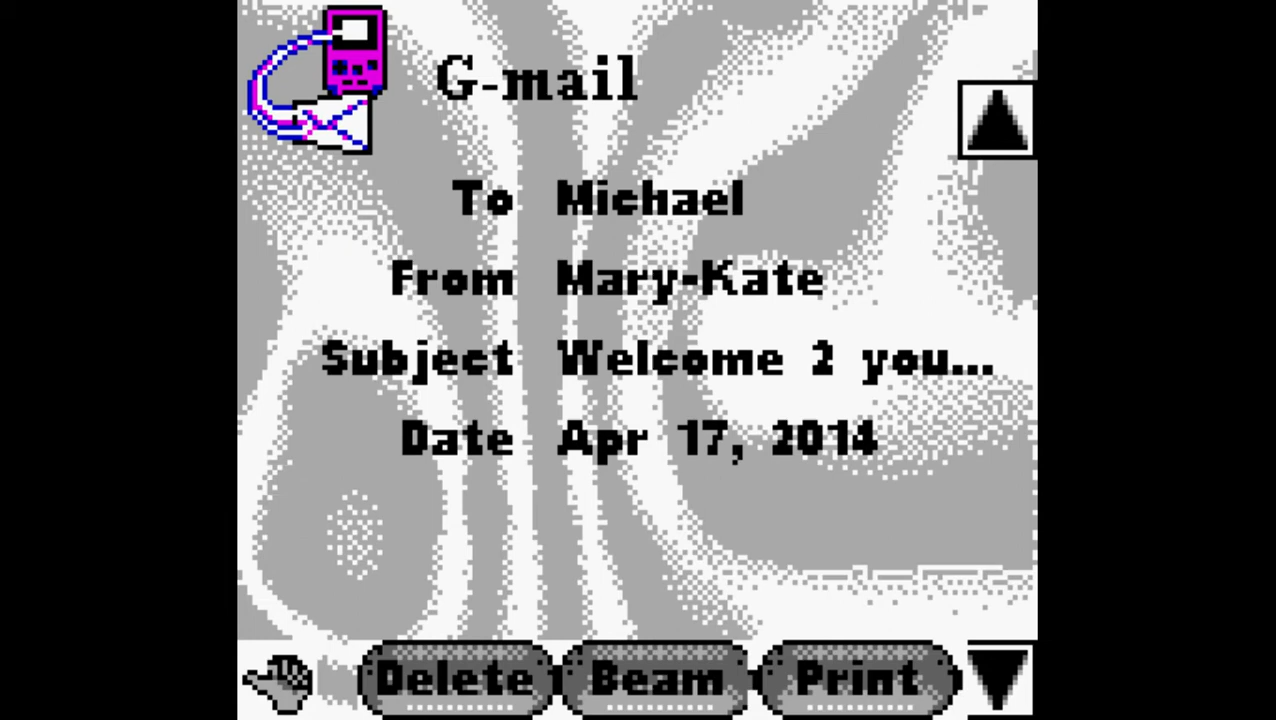 G-mail
To Michael
From Mary-Kate
Subject Welcome 2 you...
Date Apr 17, 2014
Delete Beam Print